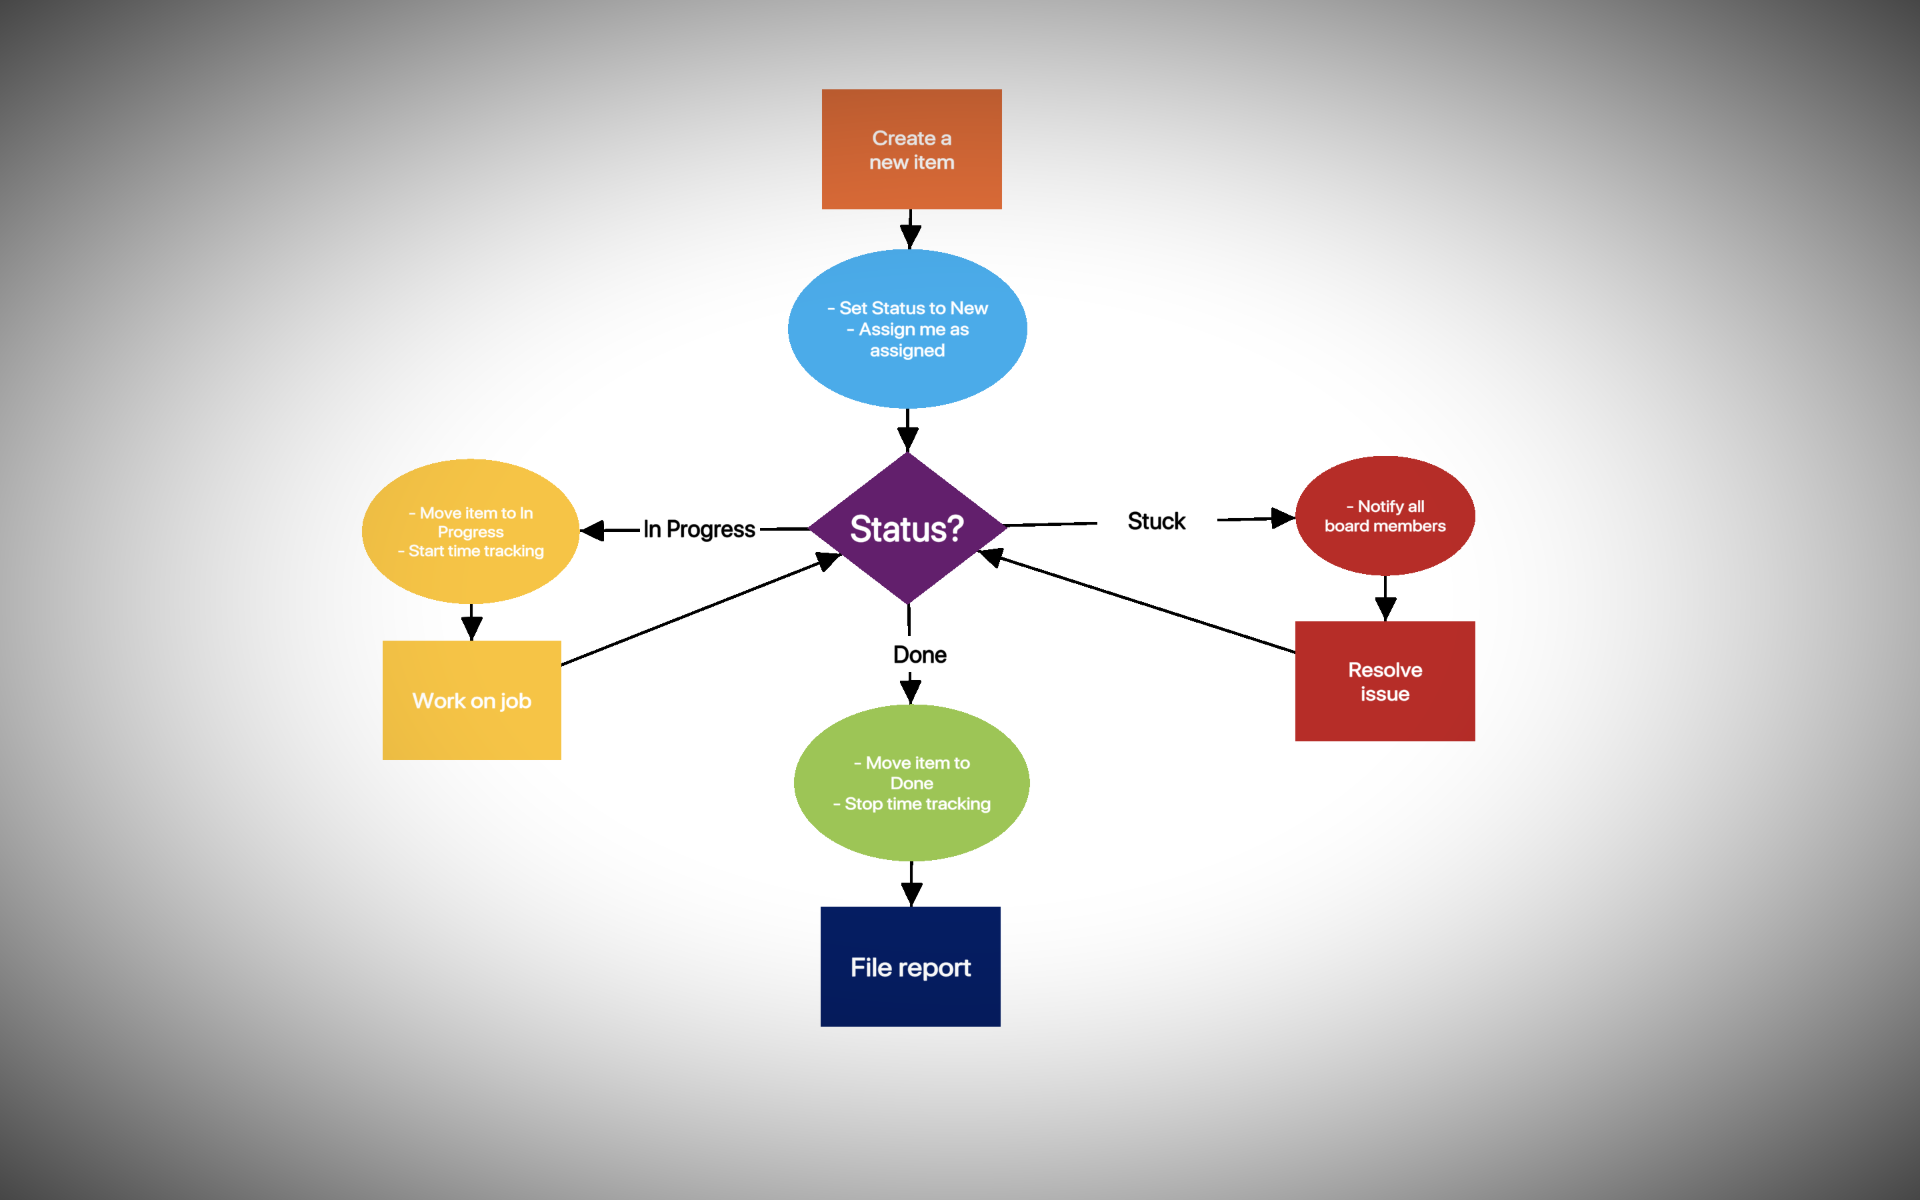 Create a
new item
- Set Status to New
- Assign me as
assigned
Status?
In Progress
Stuck
Done
- Move item to In
Progress
- Start time tracking
Work on job
- Notify all
board members
Resolve
issue
- Move item to
Done
- Stop time tracking
File report